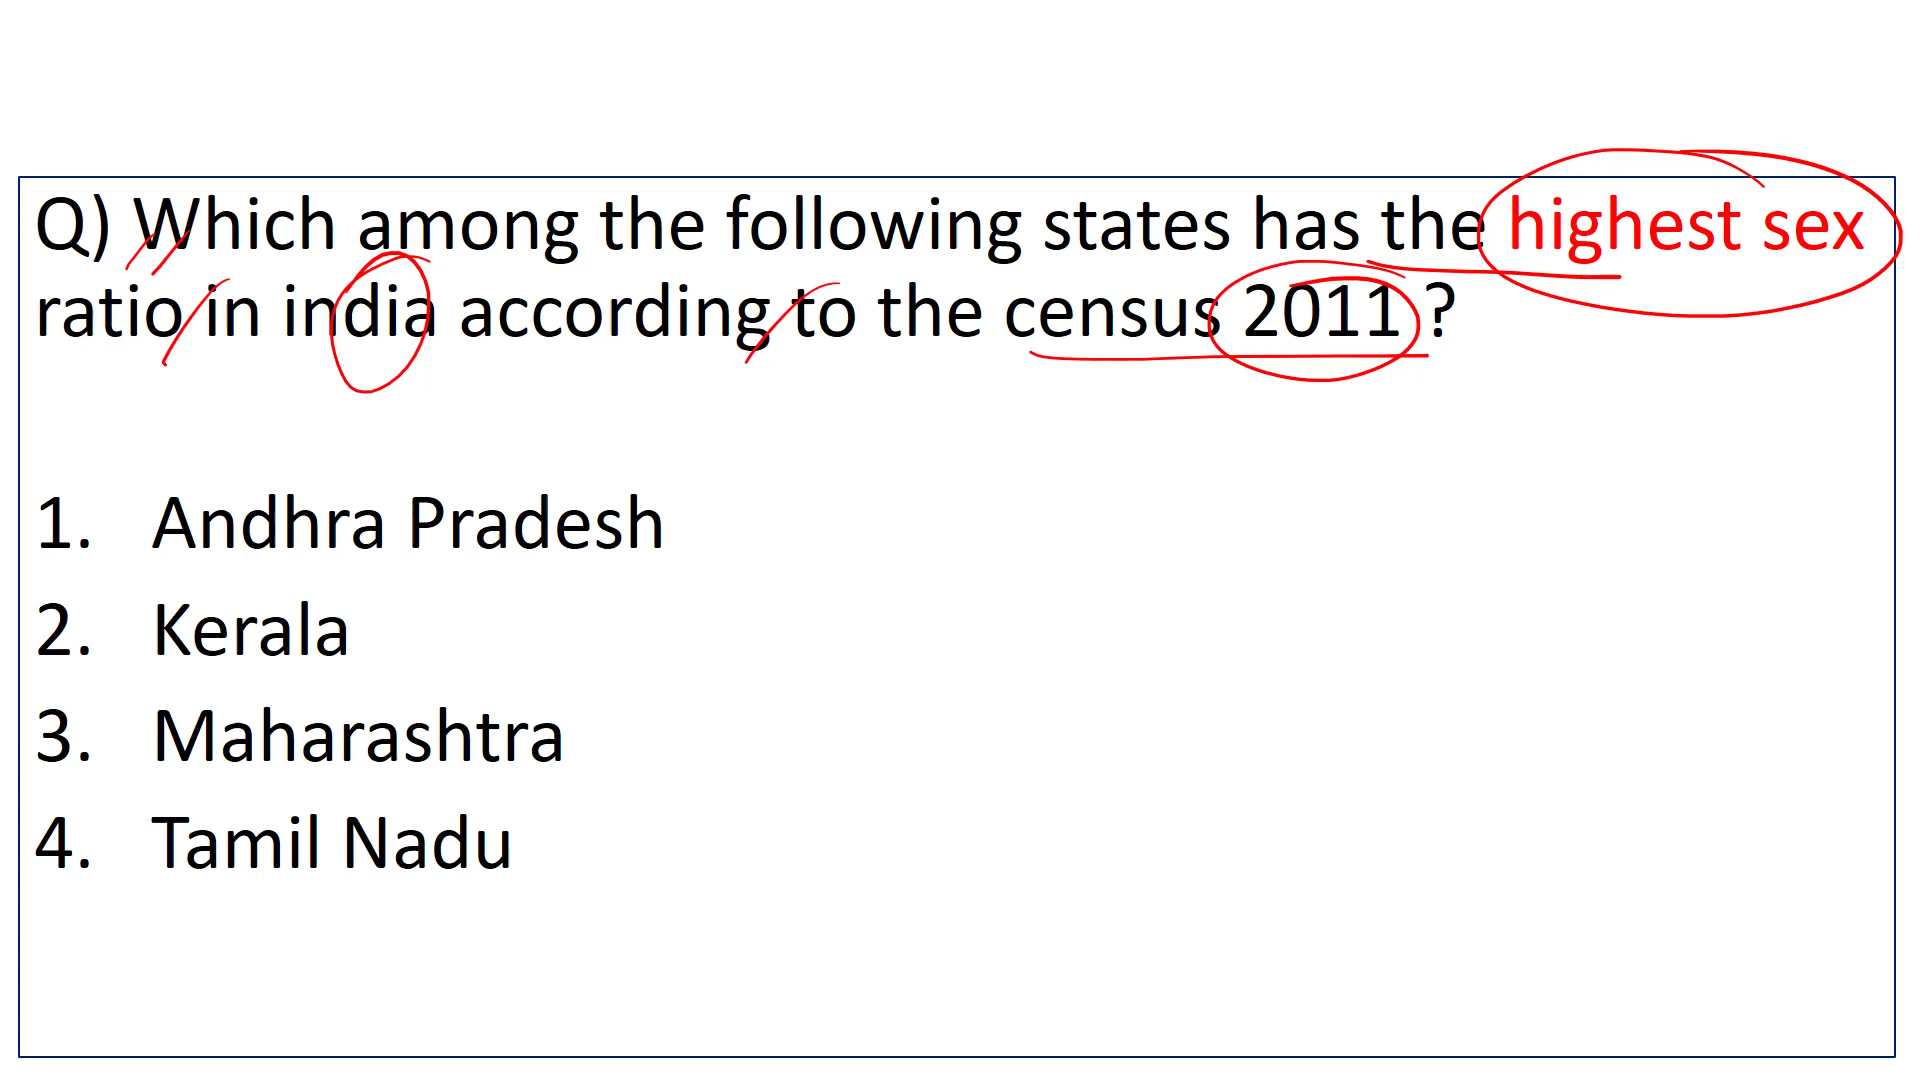 Q) Which among the following states has the highest sex
ratio in india according to the census 2011 ?
1. Andhra Pradesh
2. Kerala
3. Maharashtra
4. Tamil Nadu